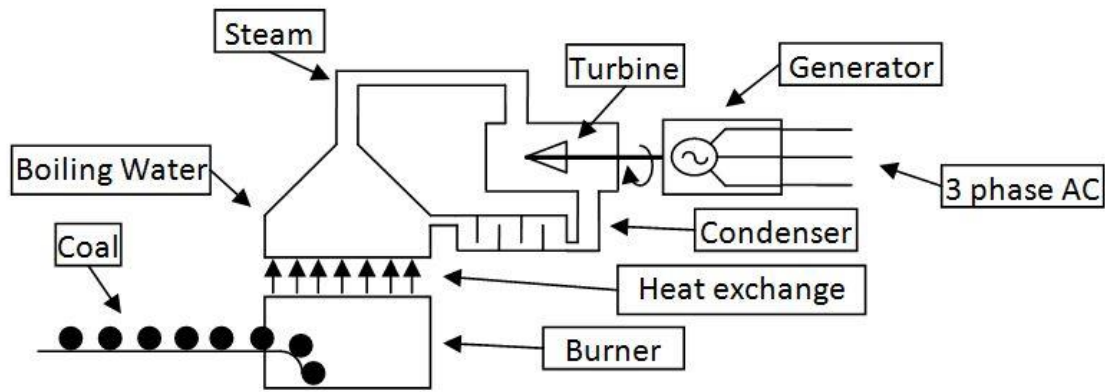 Steam
Turbine
Generator
Boiling Water
3 phase AC
Coal
Condenser
Heat exchange
Burner